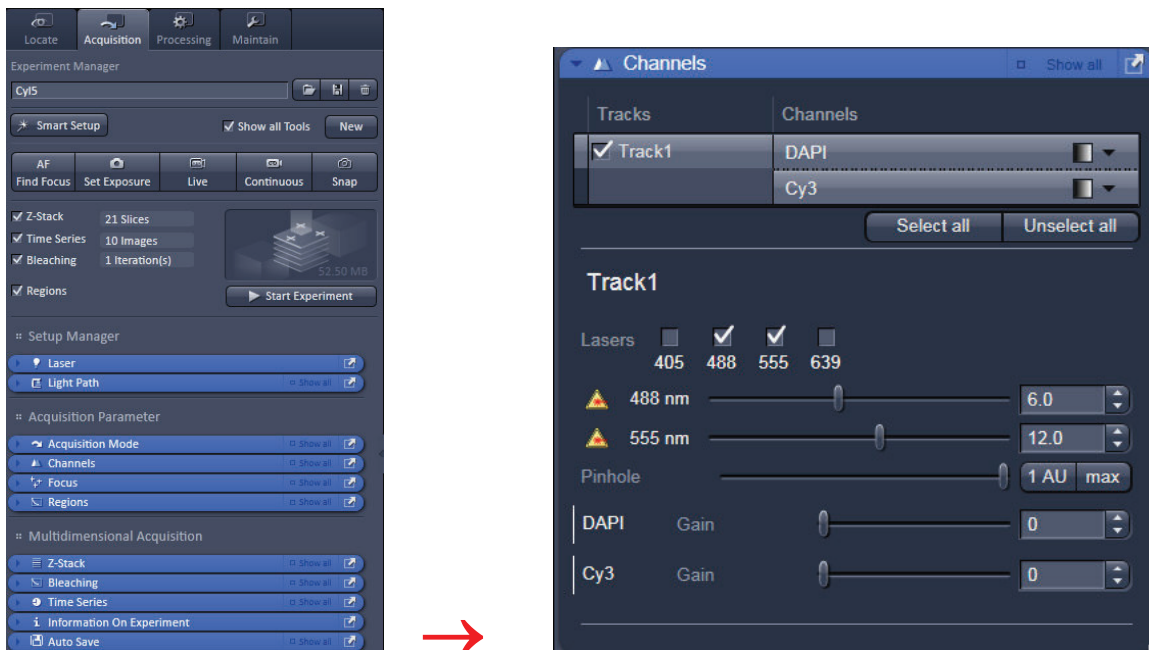 Locate Acquisition Processing Maintain
Experiment Manager
Cyl5
Smart Setup Show all Tools New
AF
Find Focus Set Exposure Live Continuous Snap
Z-Stack 21 Slices
Time Series 10 Images
Bleaching 1 Iteration(s)
52.50 MB
Regions Start Experiment
Setup Manager
Laser
Light Path Show all
Acquisition Parameter
Acquisition Mode Show all
Channels Show all
Focus Show all
Regions Show all
Multidimensional Acquisition
Z-Stack Show all
Bleaching Show all
Time Series Show all
Information On Experiment
Auto Save Show all
Channels Show all
Tracks Channels
Track1 DAPI
Cy3
Select all Unselect all
Track1
Lasers
405 488 555 639
488 nm 6.0
555 nm 12.0
Pinhole 1 AU max
DAPI Gain 0
Cy3 Gain 0